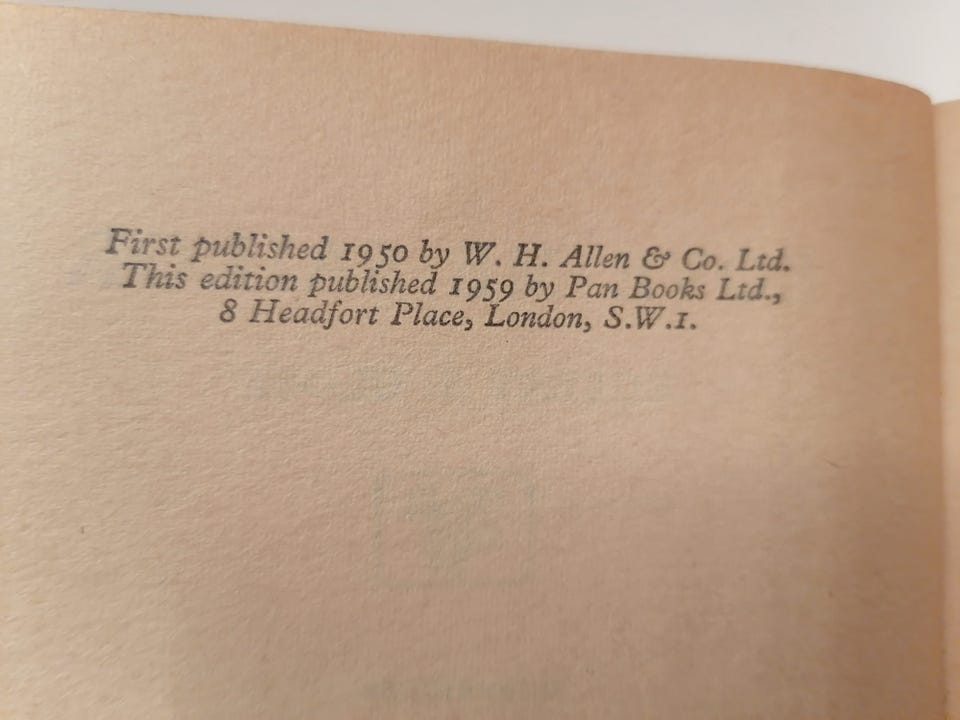 First published 1950 by W. H. Allen & Co. Ltd.
This edition published 1959 by Pan Books Ltd.,
8 Headfort Place, London, S.W.1.